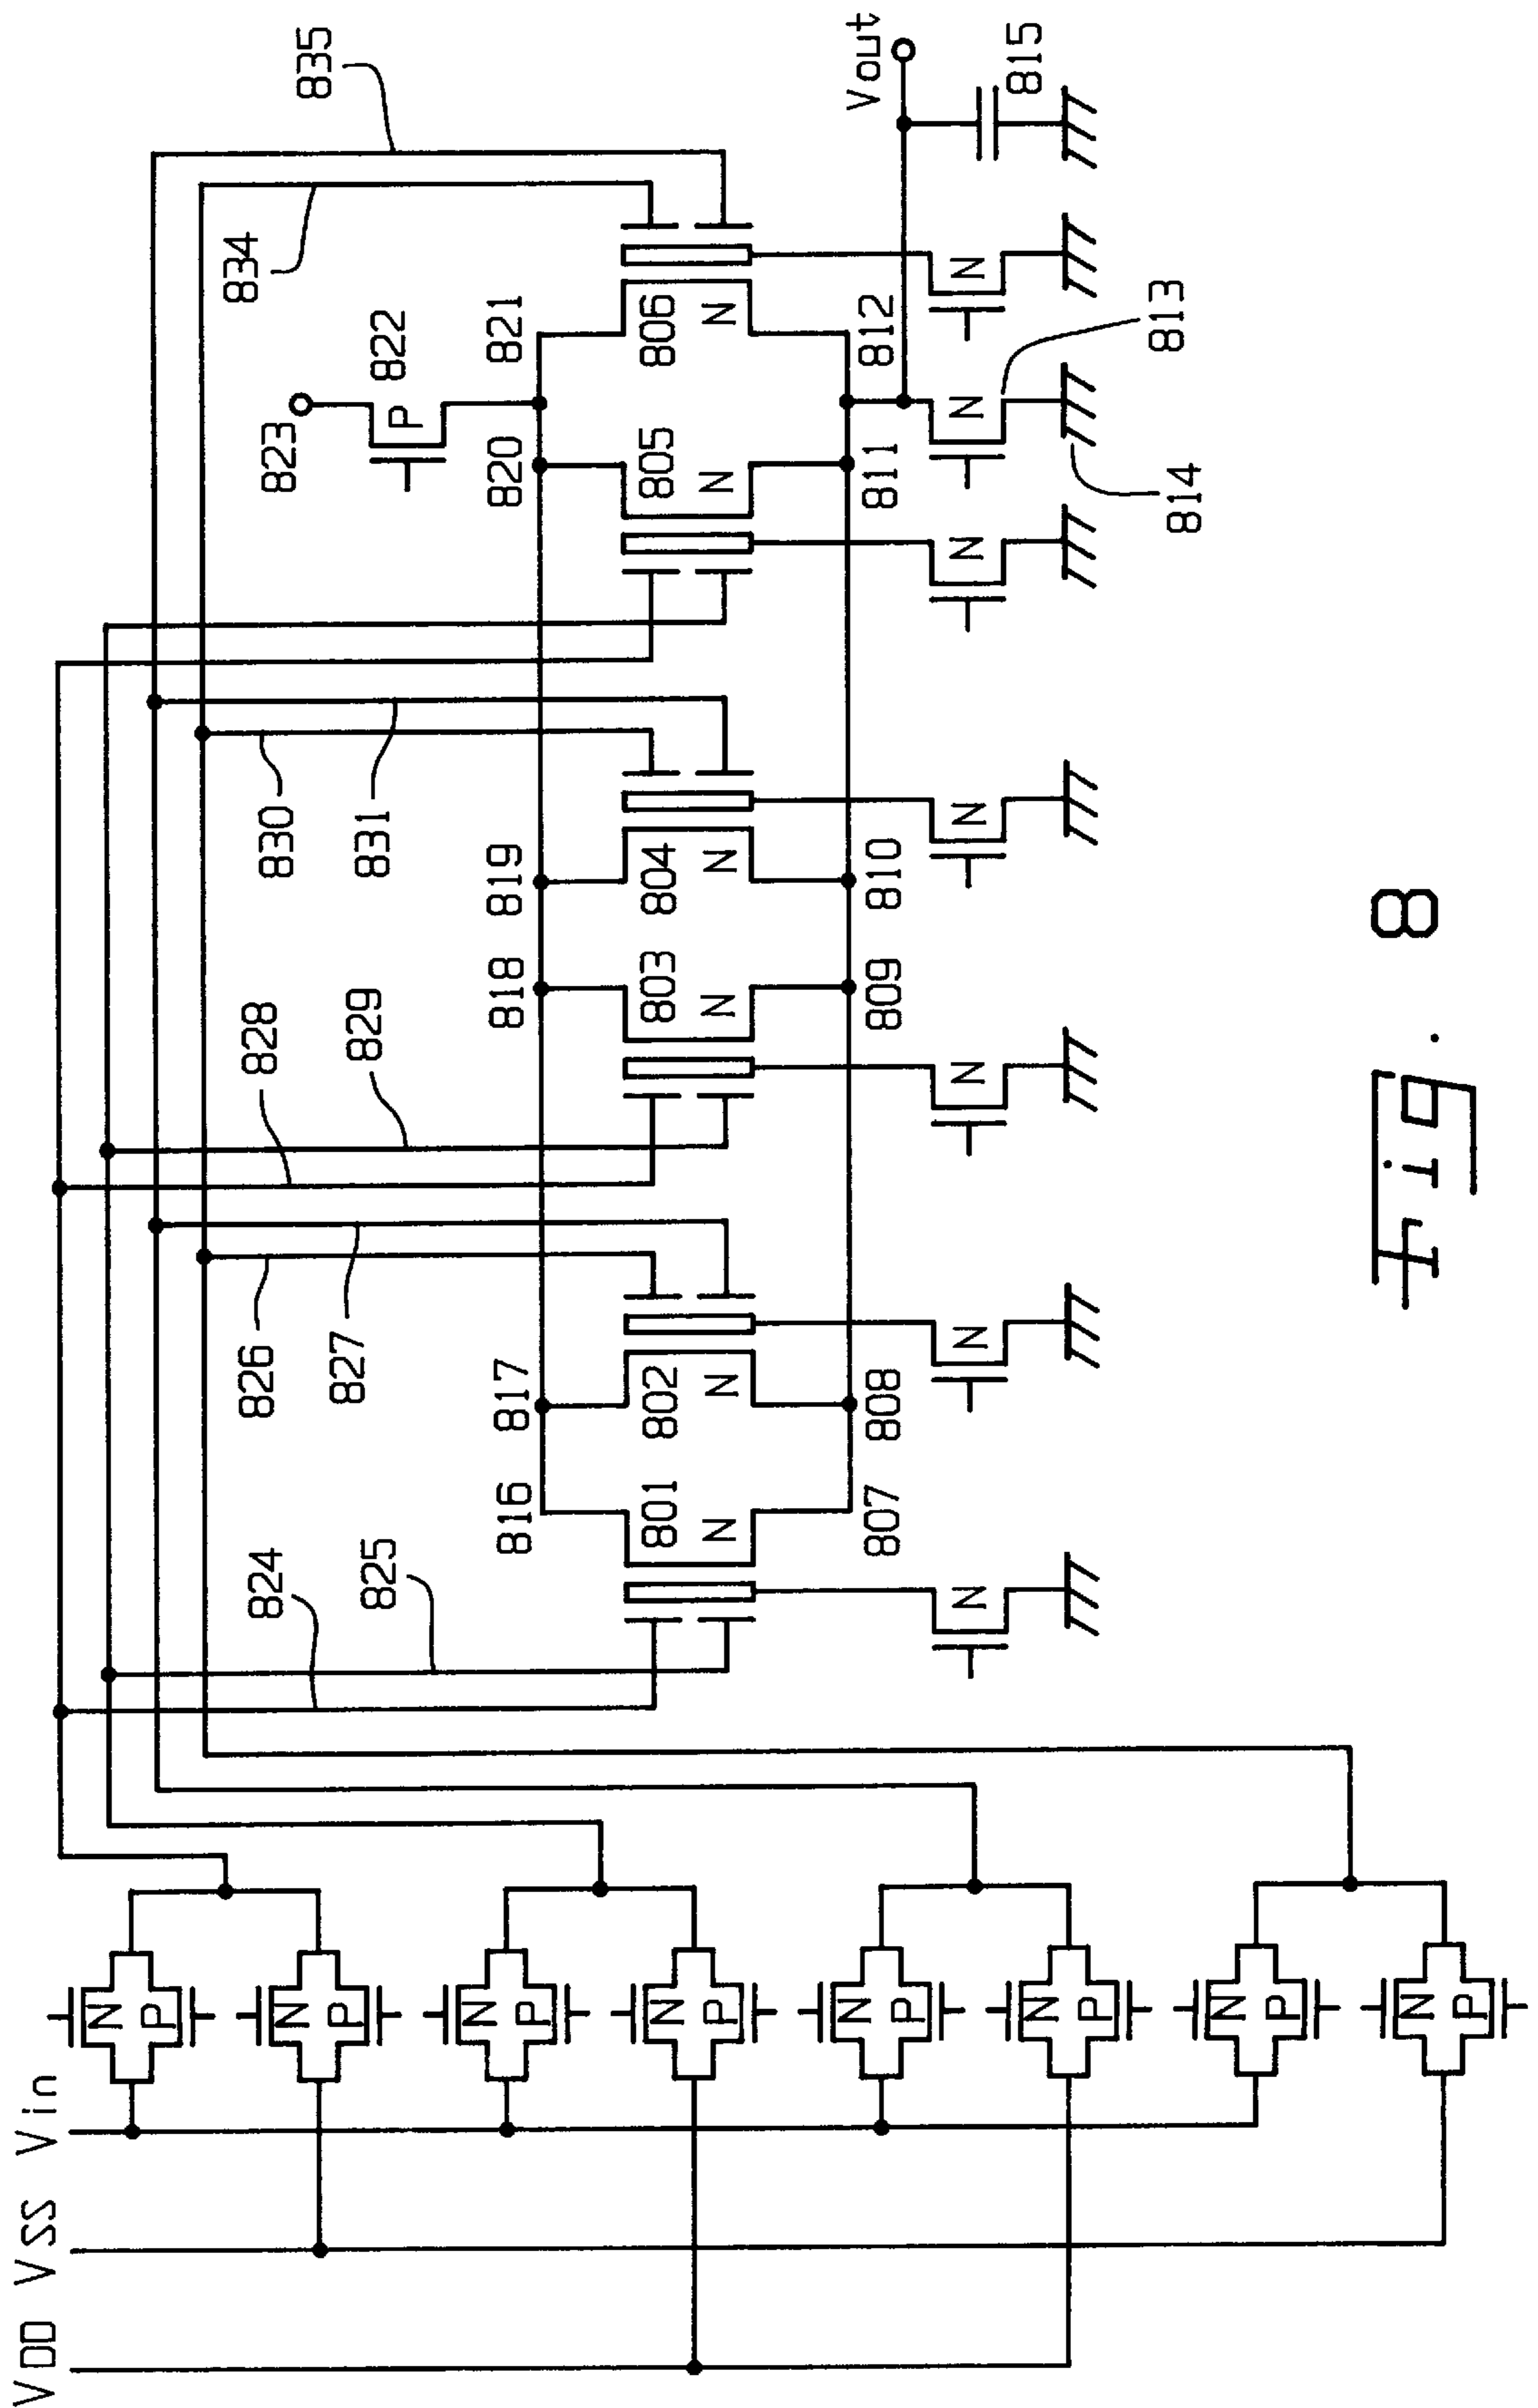 VDD VSS Vin
N
P
N
P
N
P
N
P
N
P
N
P
N
P
N
P
824
825
826
827
828
829
830
831
834
835
823
822
P
816 817 818 819 820 821
801 802 803 804 805 806
N N N N N N
807 808 809 810 811 812
Vout
N N N N N N N
815
813
814
Fig. 8